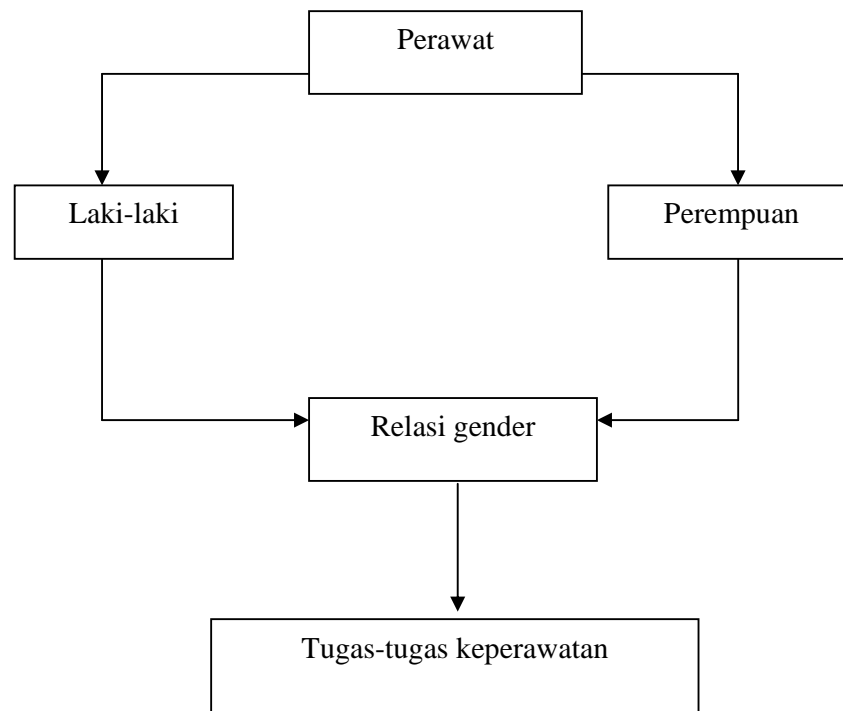 Perawat
Laki-laki
Perempuan
Relasi gender
Tugas-tugas keperawatan